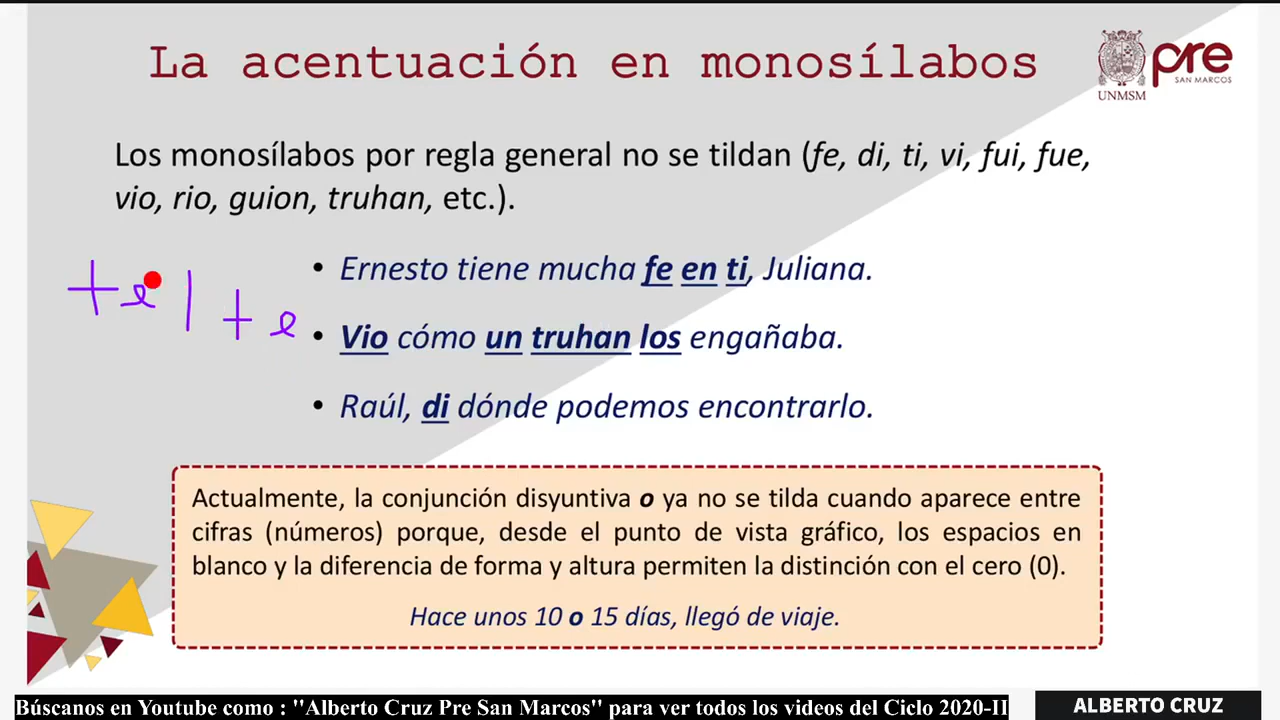 La acentuación en monosílabos
pre
SAN MARCOS
UNMSM
Los monosílabos por regla general no se tildan (fe, di, ti, vi, fui, fue,
vio, rio, guion, truhan, etc.).
te | te
• Ernesto tiene mucha fe en ti, Juliana.
• Vio cómo un truhan los engañaba.
• Raúl, di dónde podemos encontrarlo.
Actualmente, la conjunción disyuntiva o ya no se tilda cuando aparece entre
cifras (números) porque, desde el punto de vista gráfico, los espacios en
blanco y la diferencia de forma y altura permiten la distinción con el cero (0).
Hace unos 10 o 15 días, llegó de viaje.
Búscanos en Youtube como : "Alberto Cruz Pre San Marcos" para ver todos los videos del Ciclo 2020-II
ALBERTO CRUZ